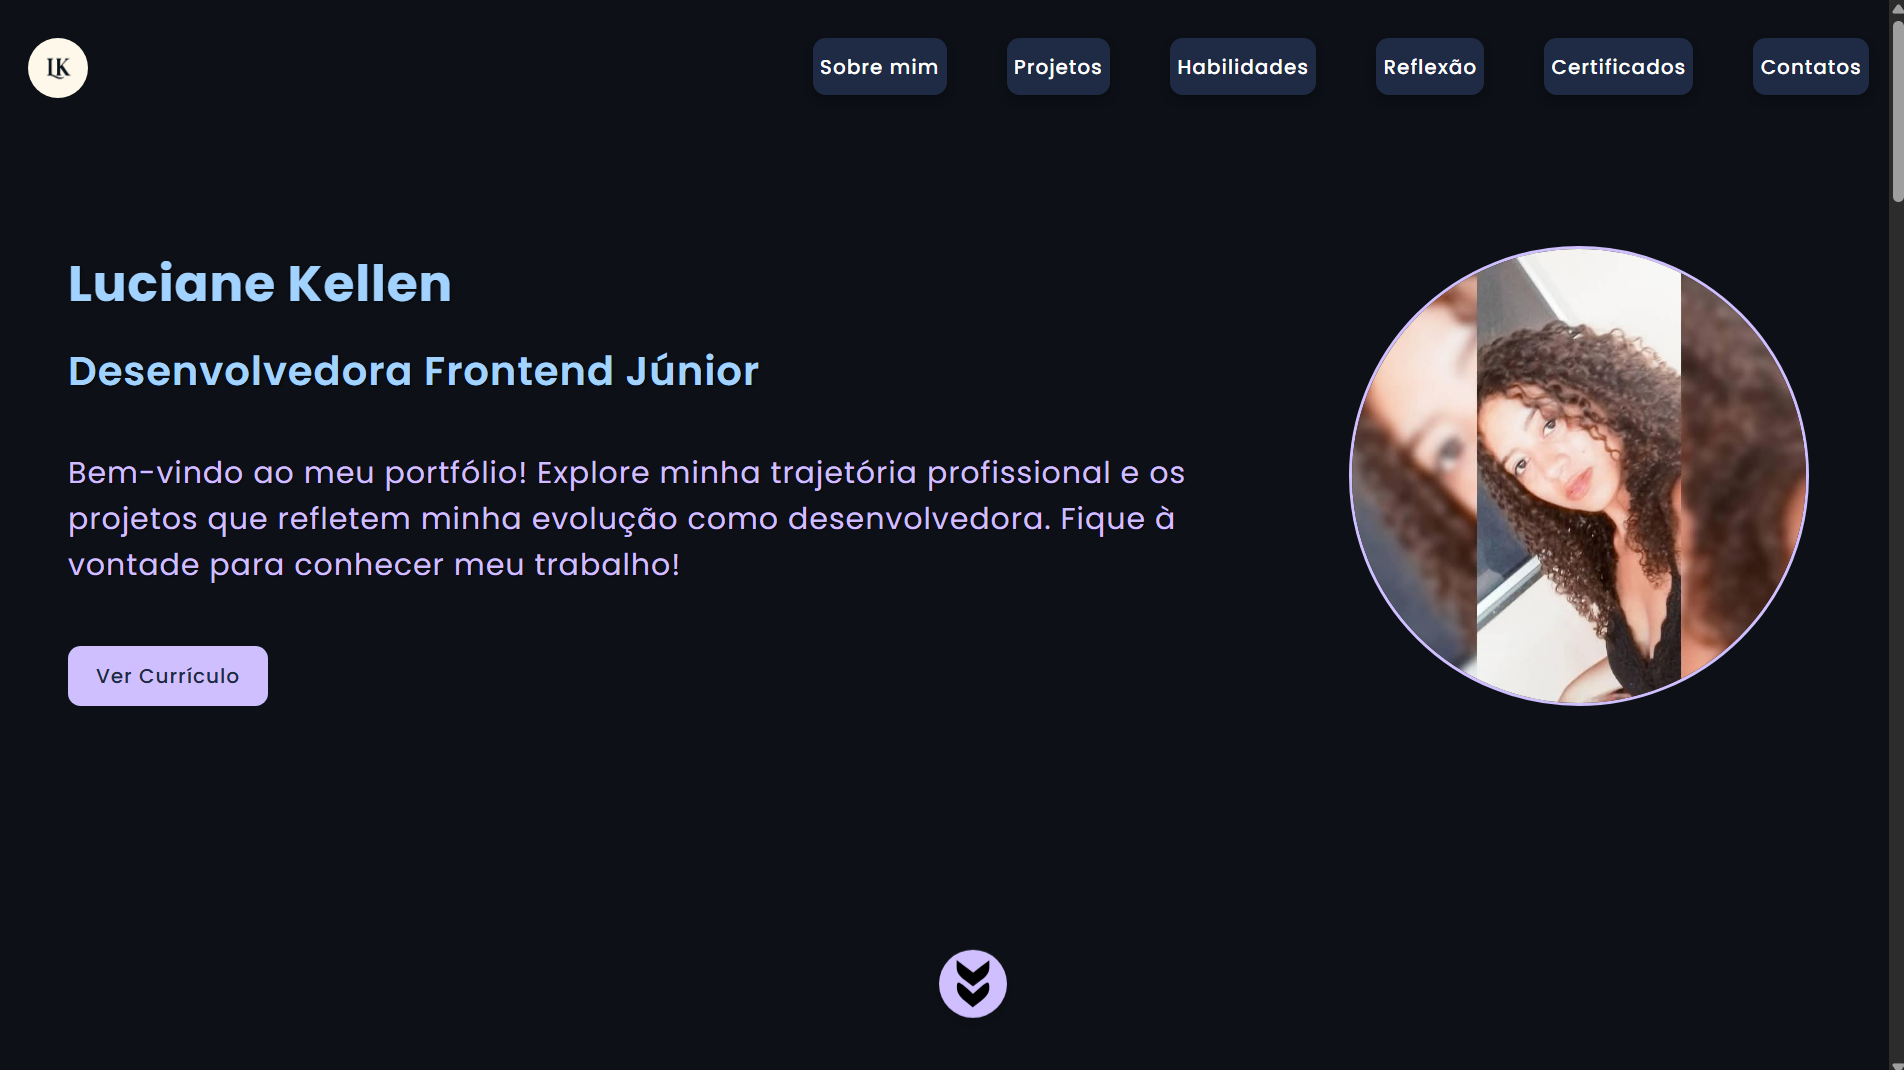 LK
Sobre mim
Projetos
Habilidades
Reflexão
Certificados
Contatos
Luciane Kellen
Desenvolvedora Frontend Júnior
Bem-vindo ao meu portfólio! Explore minha trajetória profissional e os
projetos que refletem minha evolução como desenvolvedora. Fique à
vontade para conhecer meu trabalho!
Ver Currículo